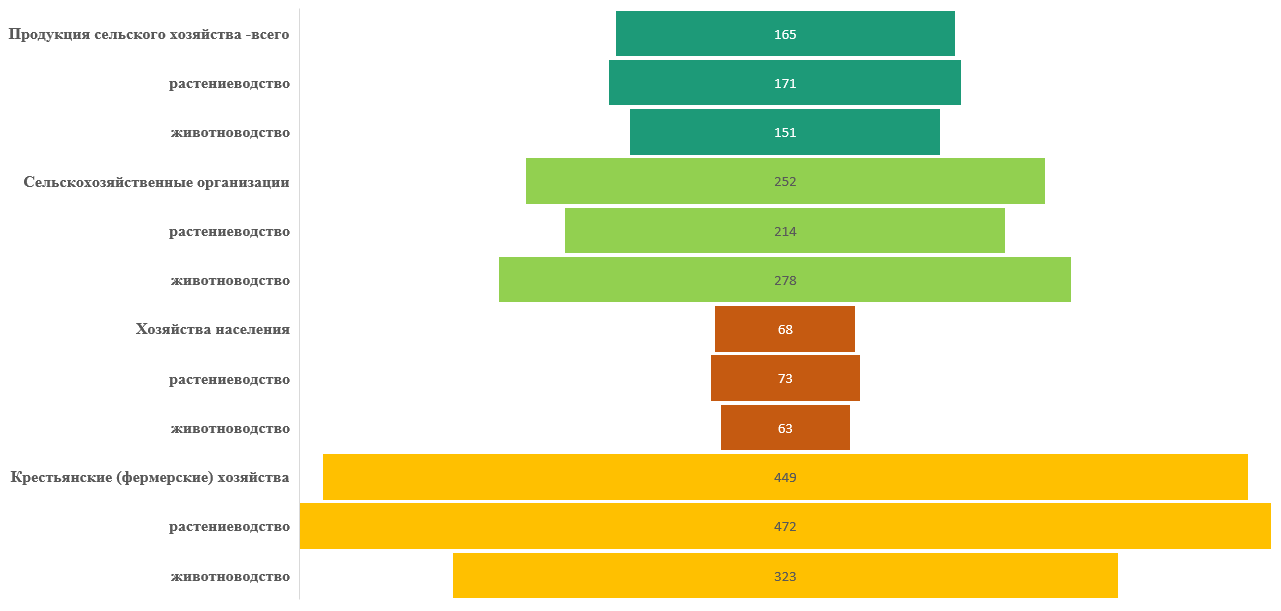 Продукция сельского хозяйства -всего 165
растениеводство 171
животноводство 151
Сельскохозяйственные организации 252
растениеводство 214
животноводство 278
Хозяйства населения 68
растениеводство 73
животноводство 63
Крестьянские (фермерские) хозяйства 449
растениеводство 472
животноводство 323